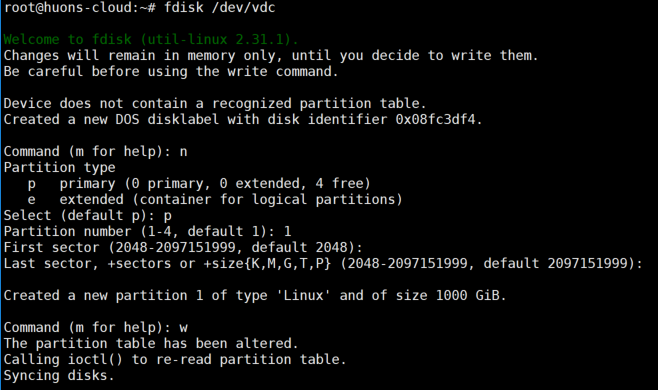 root@huons-cloud:~# fdisk /dev/vdc
Welcome to fdisk (util-linux 2.31.1).
Changes will remain in memory only, until you decide to write them.
Be careful before using the write command.
Device does not contain a recognized partition table.
Created a new DOS disklabel with disk identifier 0x08fc3df4.
Command (m for help): n
Partition type
   p   primary (0 primary, 0 extended, 4 free)
   e   extended (container for logical partitions)
Select (default p): p
Partition number (1-4, default 1): 1
First sector (2048-2097151999, default 2048):
Last sector, +sectors or +size{K,M,G,T,P} (2048-2097151999, default 2097151999):
Created a new partition 1 of type 'Linux' and of size 1000 GiB.
Command (m for help): w
The partition table has been altered.
Calling ioctl() to re-read partition table.
Syncing disks.